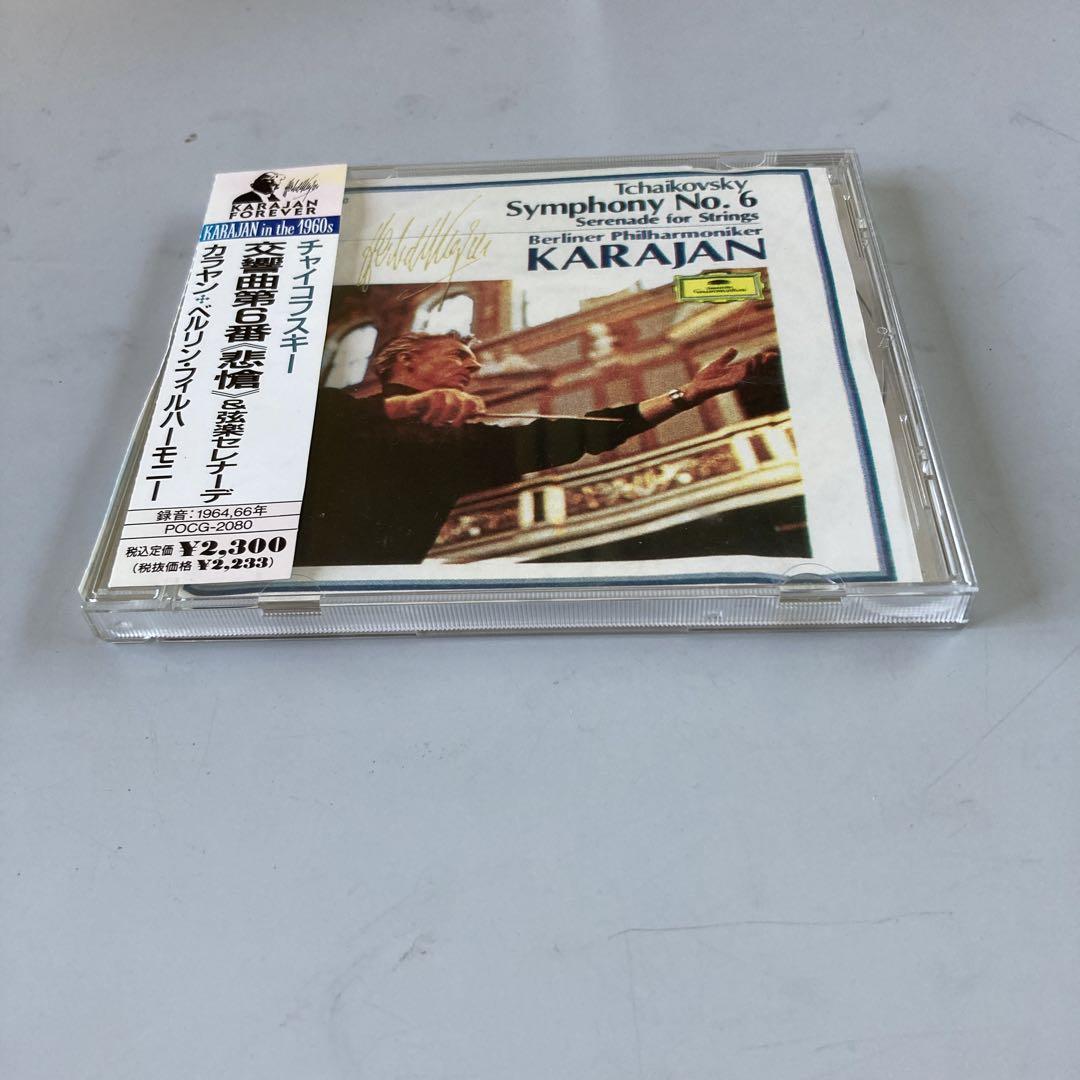 KARAJAN
FOREVER
KARAJAN in the 1960s
チャイコフスキー
交響曲第6番《悲愴》&弦楽セレナーデ
カラヤン✢ベルリン・フィルハーモニー
録音:1964,66年
POCG-2080
税込定価 ¥2,300
(税抜価格 ¥2,233)
Tchaikovsky
Symphony No. 6
Serenade for Strings
Berliner Philharmoniker
KARAJAN